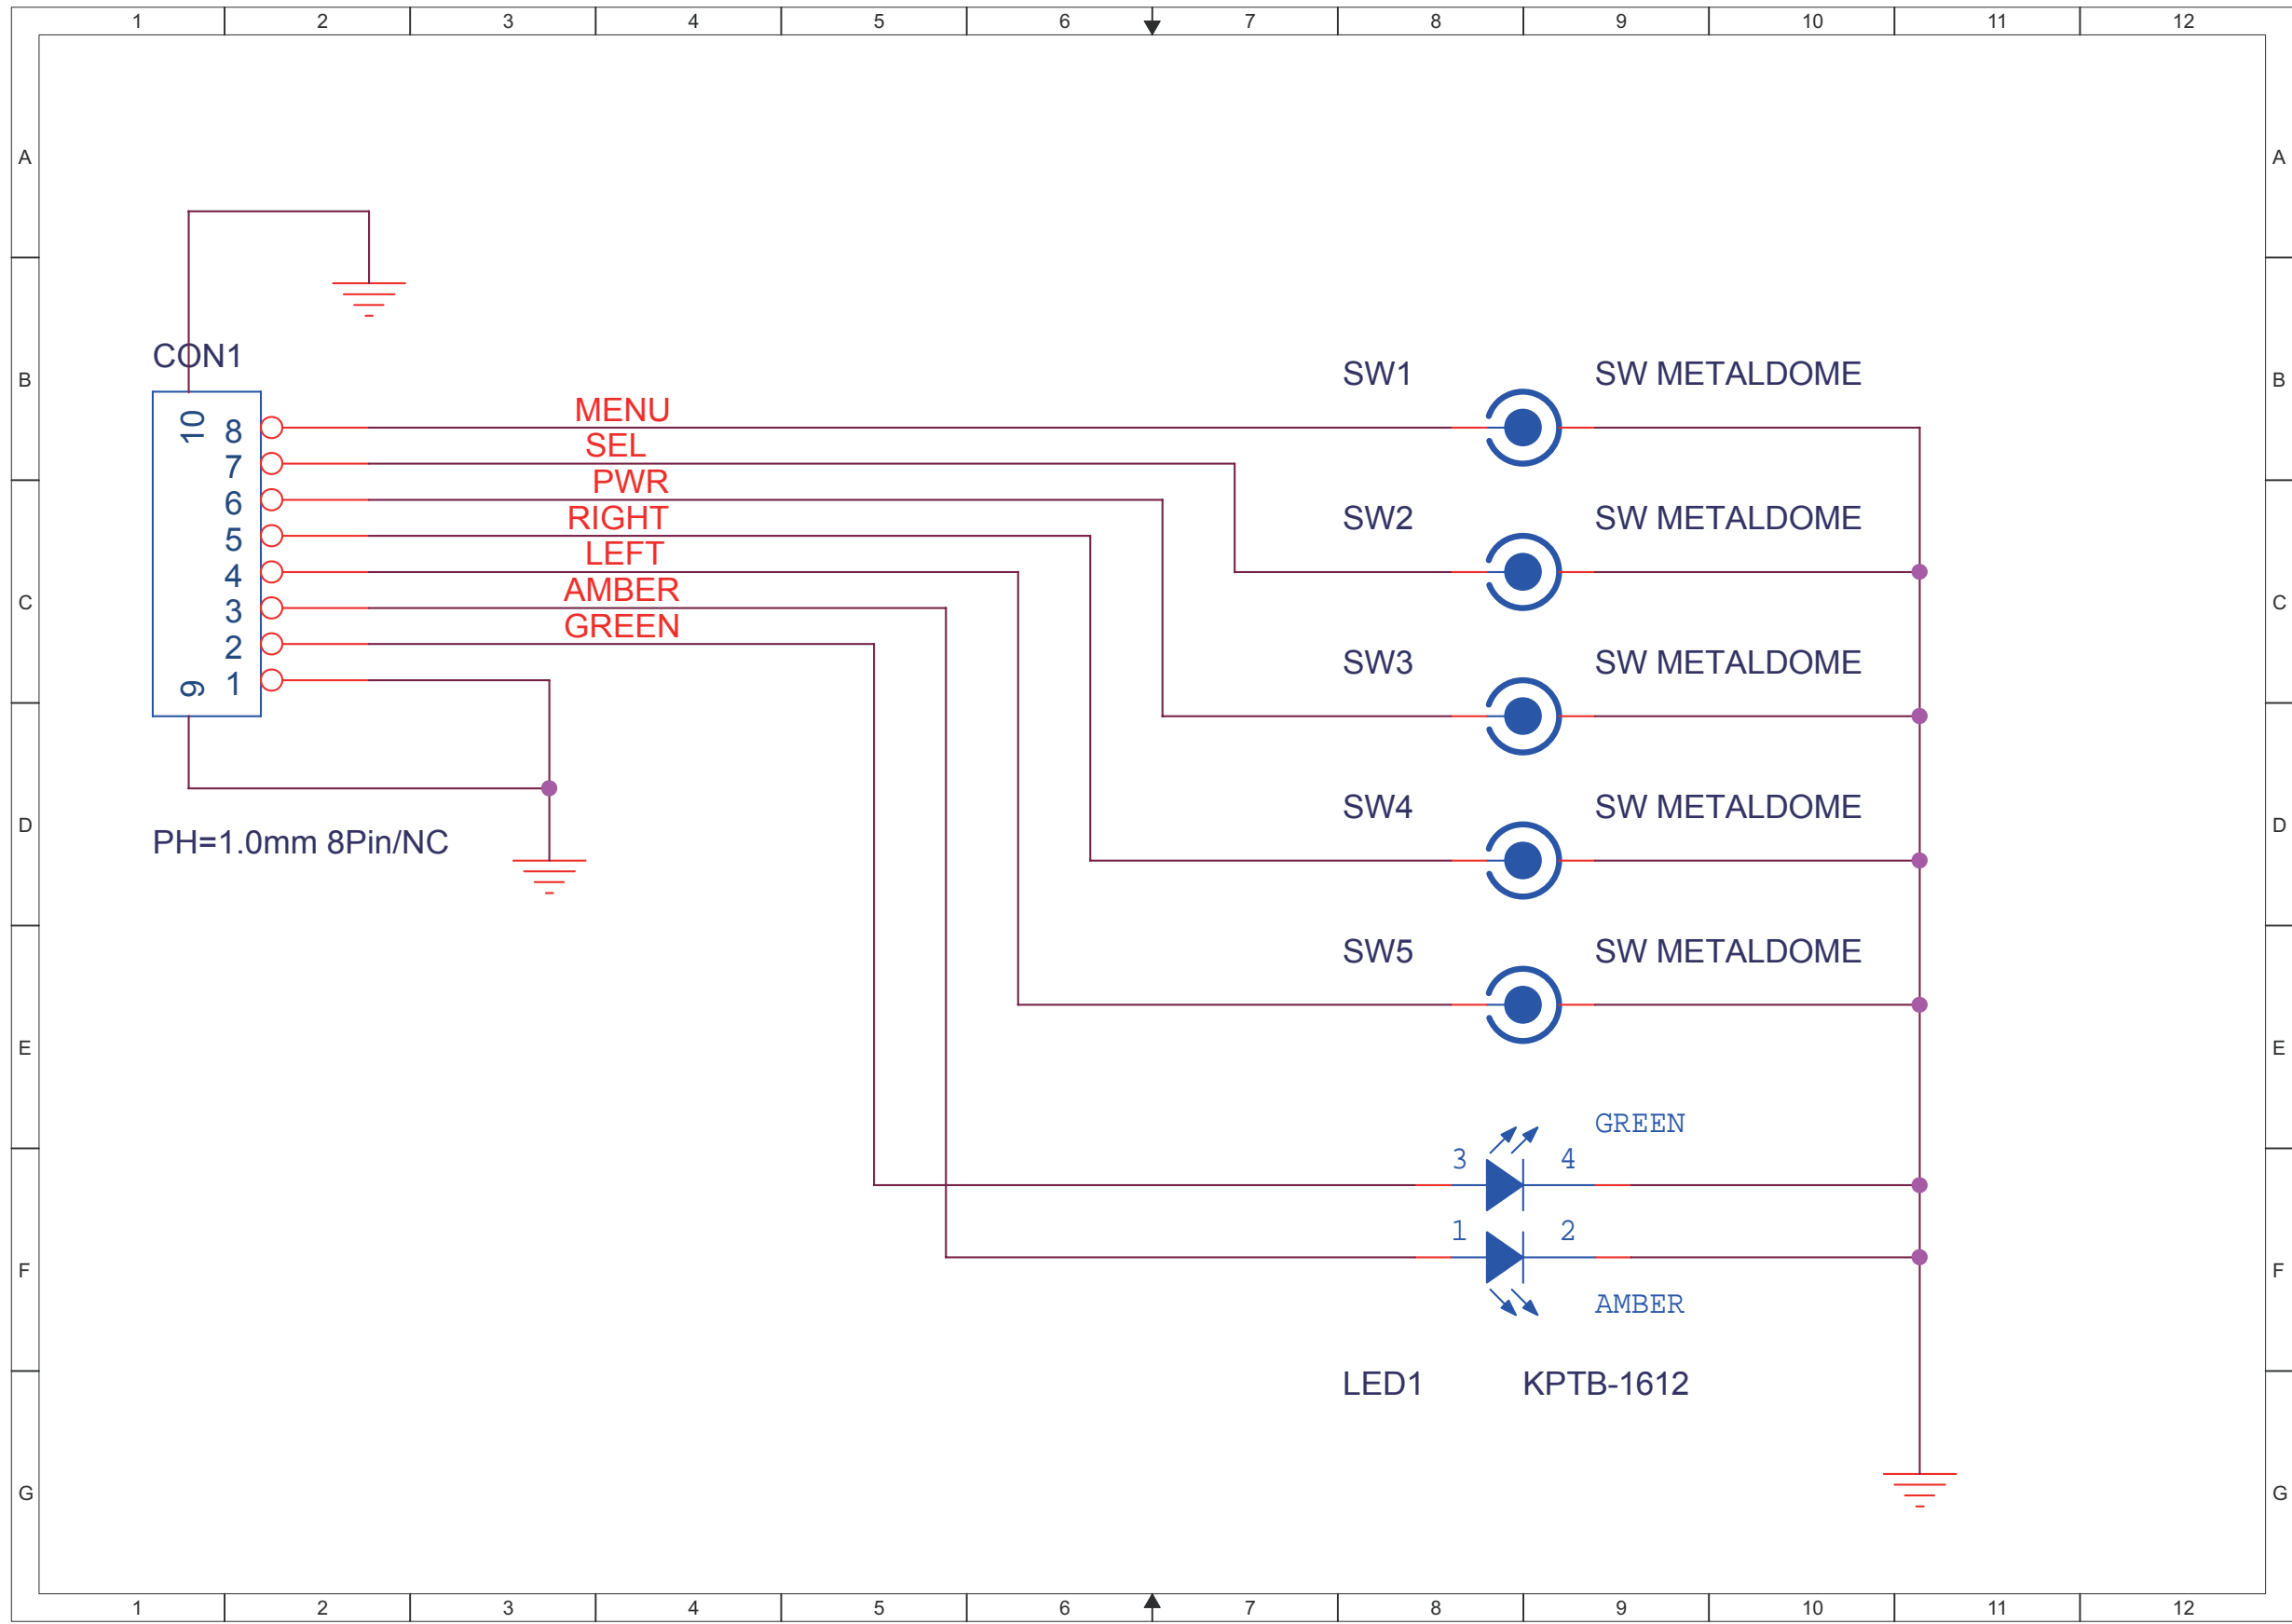 1 2 3 4 5 6 7 8 9 10 11 12
A A
B B
C C
D D
E E
F F
G G
CON1
10
8
7
6
5
4
3
2
1
9
PH=1.0mm 8Pin/NC
MENU
SEL
PWR
RIGHT
LEFT
AMBER
GREEN
SW1 SW METALDOME
SW2 SW METALDOME
SW3 SW METALDOME
SW4 SW METALDOME
SW5 SW METALDOME
GREEN
3 4
1 2
AMBER
LED1 KPTB-1612
1 2 3 4 5 6 7 8 9 10 11 12